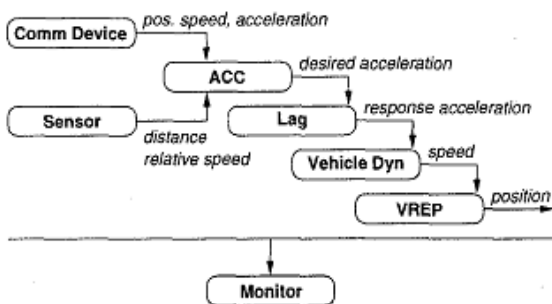 pos. speed, acceleration
Comm Device
ACC
desired acceleration
Sensor
distance
relative speed
Lag
response acceleration
Vehicle Dyn
speed
VREP
position
Monitor